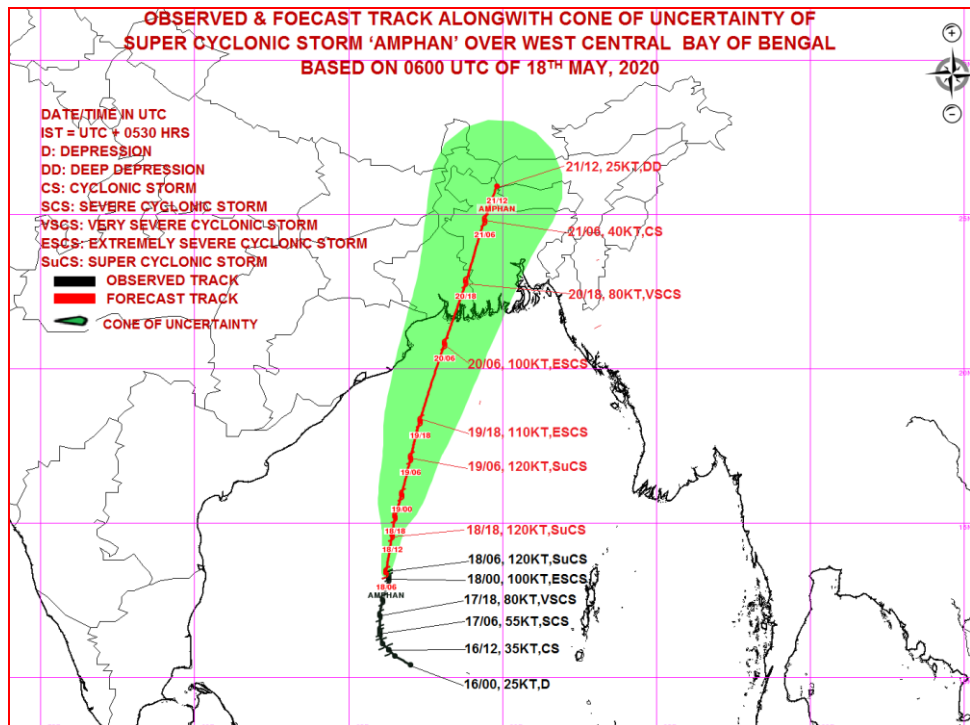 OBSERVED & FOECAST TRACK ALONGWITH CONE OF UNCERTAINTY OF
SUPER CYCLONIC STORM ‘AMPHAN’ OVER WEST CENTRAL BAY OF BENGAL
BASED ON 0600 UTC OF 18TH MAY, 2020
DATE/TIME IN UTC
IST = UTC + 0530 HRS
D: DEPRESSION
DD: DEEP DEPRESSION
CS: CYCLONIC STORM
SCS: SEVERE CYCLONIC STORM
VSCS: VERY SEVERE CYCLONIC STORM
ESCS: EXTREMELY SEVERE CYCLONIC STORM
SuCS: SUPER CYCLONIC STORM
OBSERVED TRACK
FORECAST TRACK
CONE OF UNCERTAINTY
21/12, 25KT,DD
21/12
AMPHAN
21/06, 40KT,CS
21/06
20/18, 80KT,VSCS
20/18
20/06
20/06, 100KT,ESCS
19/18, 110KT,ESCS
19/18
19/06, 120KT,SuCS
19/06
19/00
18/18
18/18, 120KT,SuCS
18/12
18/06, 120KT,SuCS
18/00, 100KT,ESCS
18/06
AMPHAN
17/18, 80KT,VSCS
17/06, 55KT,SCS
16/12, 35KT,CS
16/00, 25KT,D